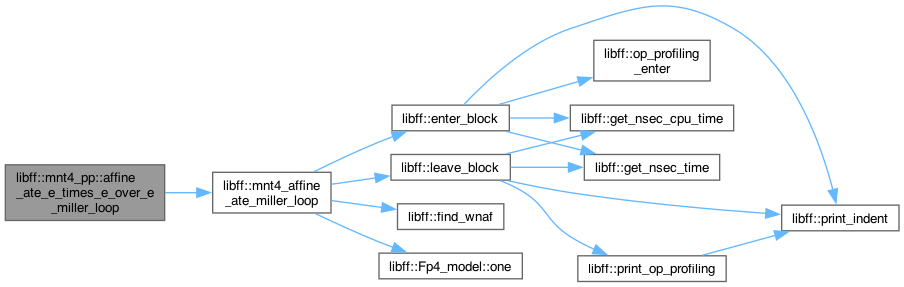 libff::mnt4_pp::affine
_ate_e_times_e_over_e
_miller_loop
libff::mnt4_affine
_ate_miller_loop
libff::enter_block
libff::leave_block
libff::find_wnaf
libff::Fp4_model::one
libff::op_profiling
_enter
libff::get_nsec_cpu_time
libff::get_nsec_time
libff::print_op_profiling
libff::print_indent